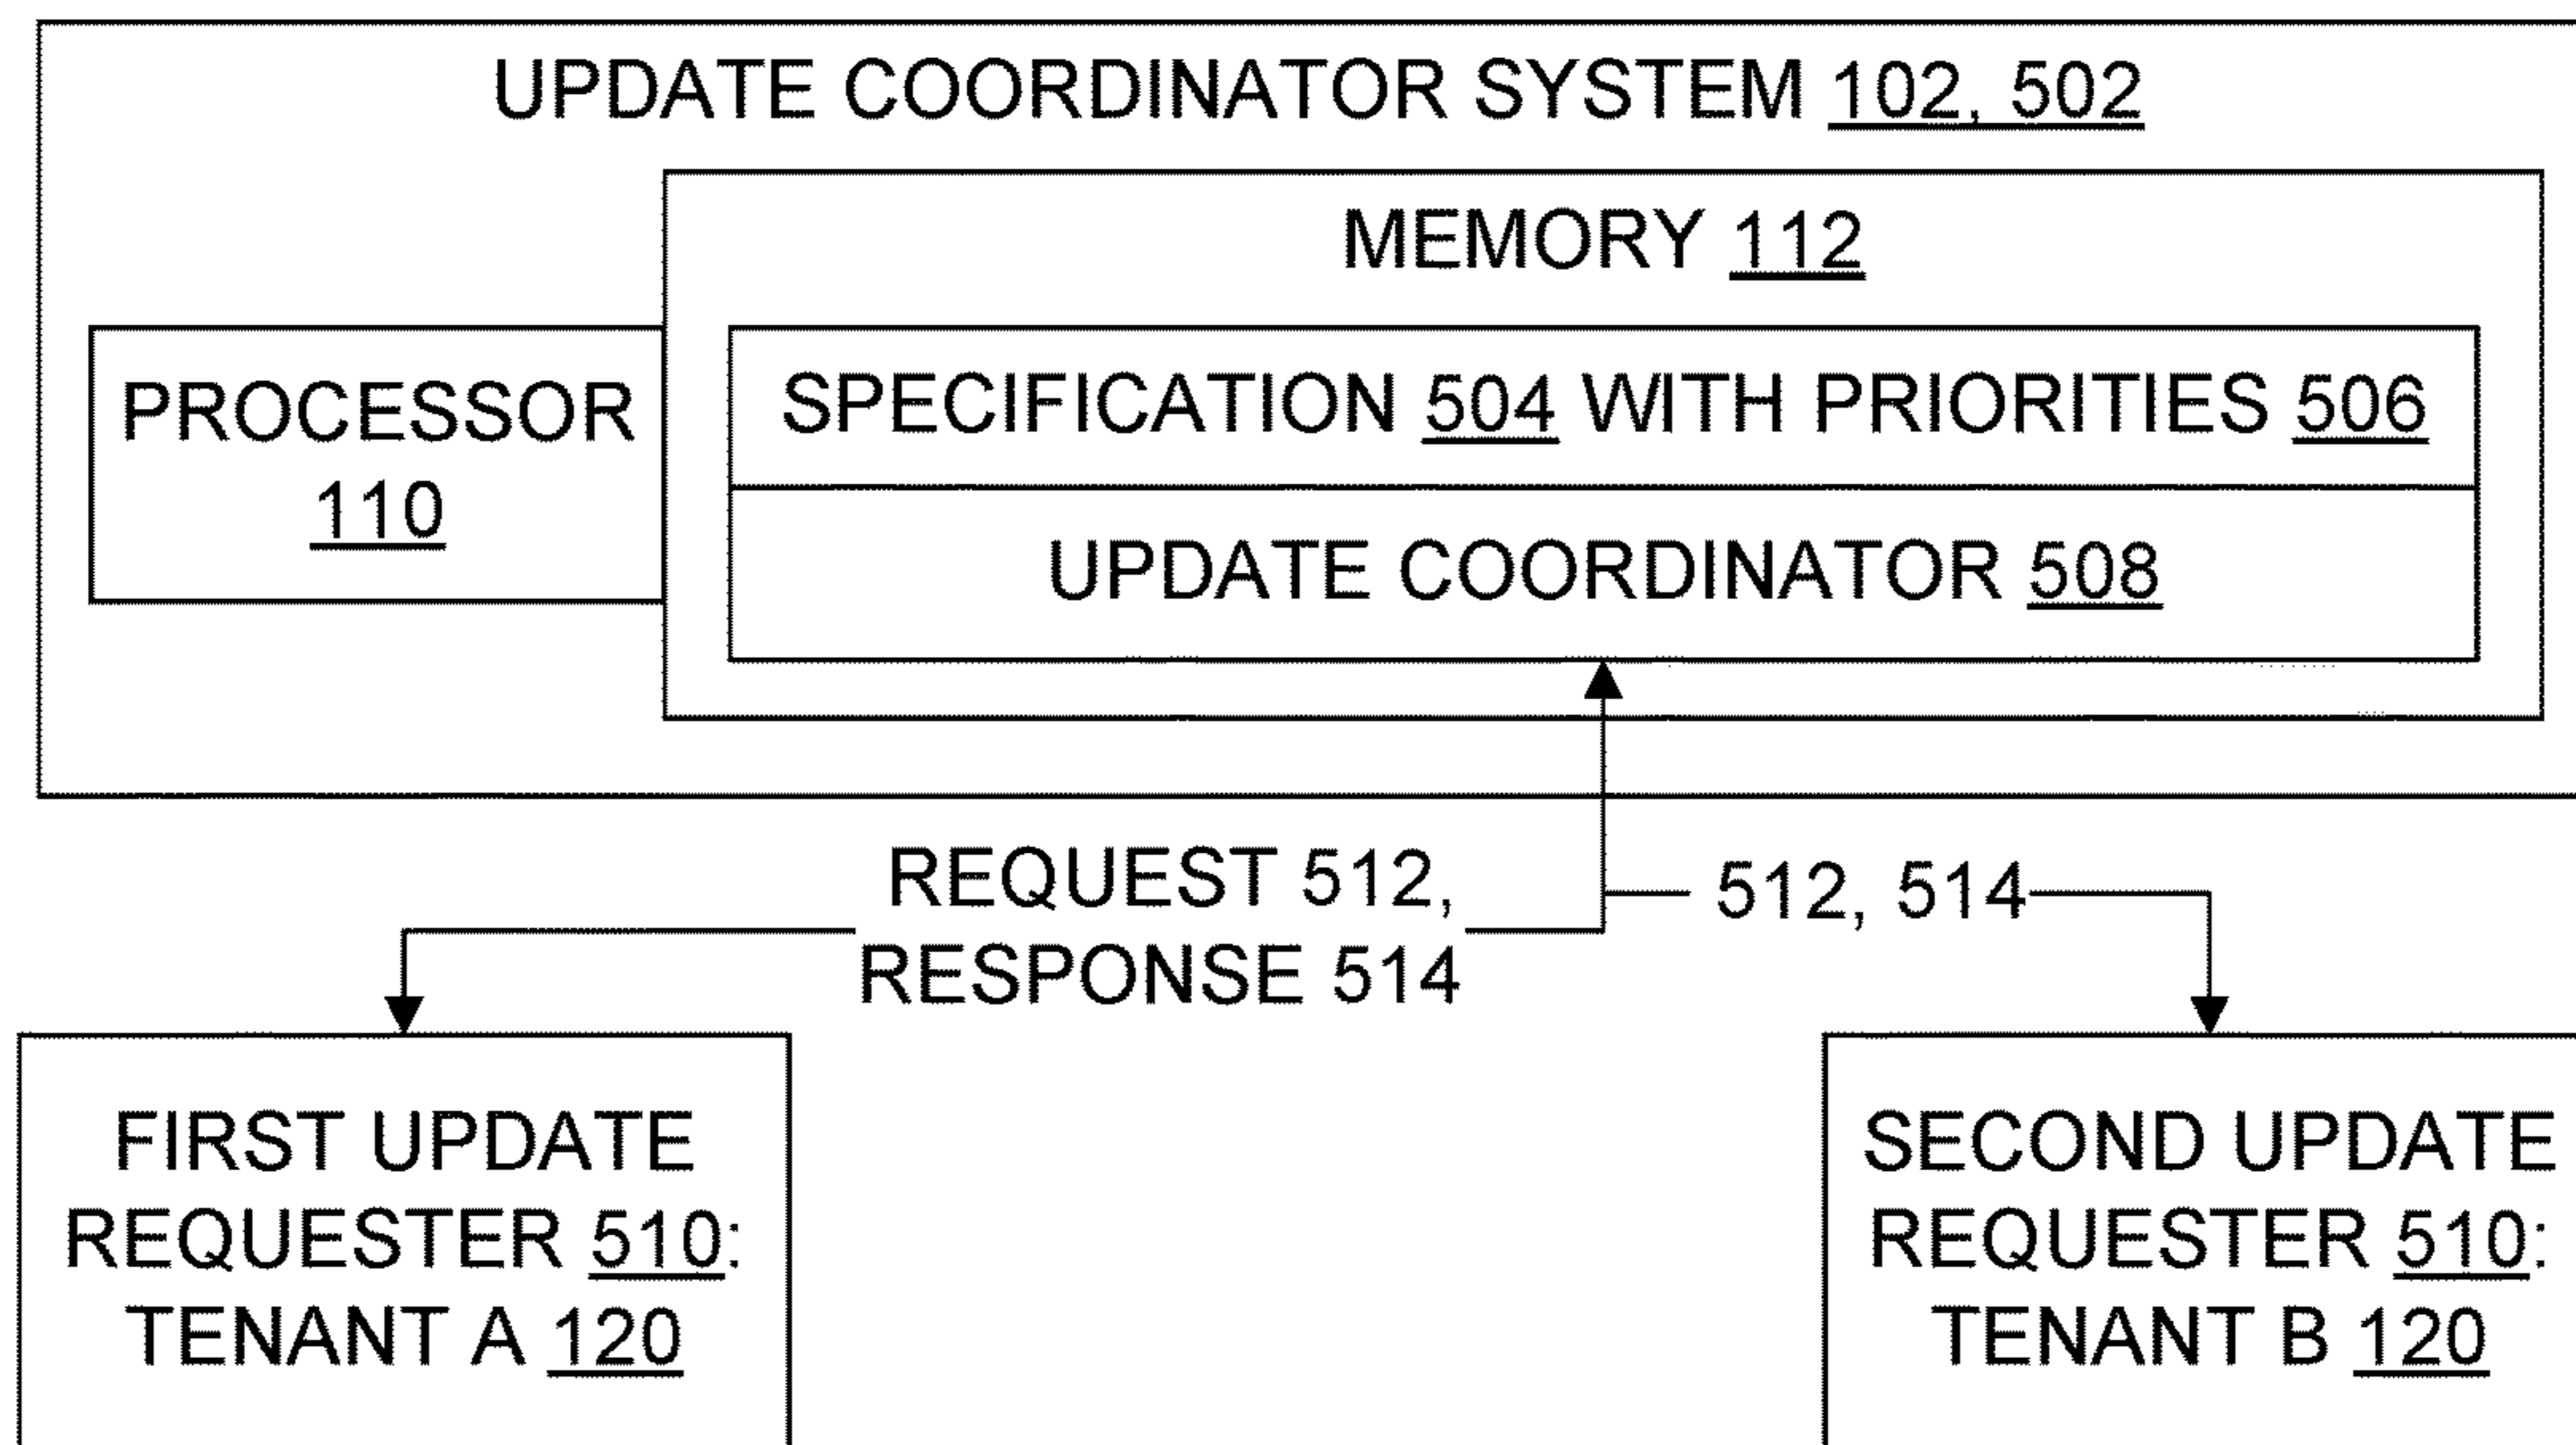 UPDATE COORDINATOR SYSTEM 102, 502
MEMORY 112
PROCESSOR
110
SPECIFICATION 504 WITH PRIORITIES 506
UPDATE COORDINATOR 508
REQUEST 512,
RESPONSE 514
512, 514
FIRST UPDATE
REQUESTER 510:
TENANT A 120
SECOND UPDATE
REQUESTER 510:
TENANT B 120